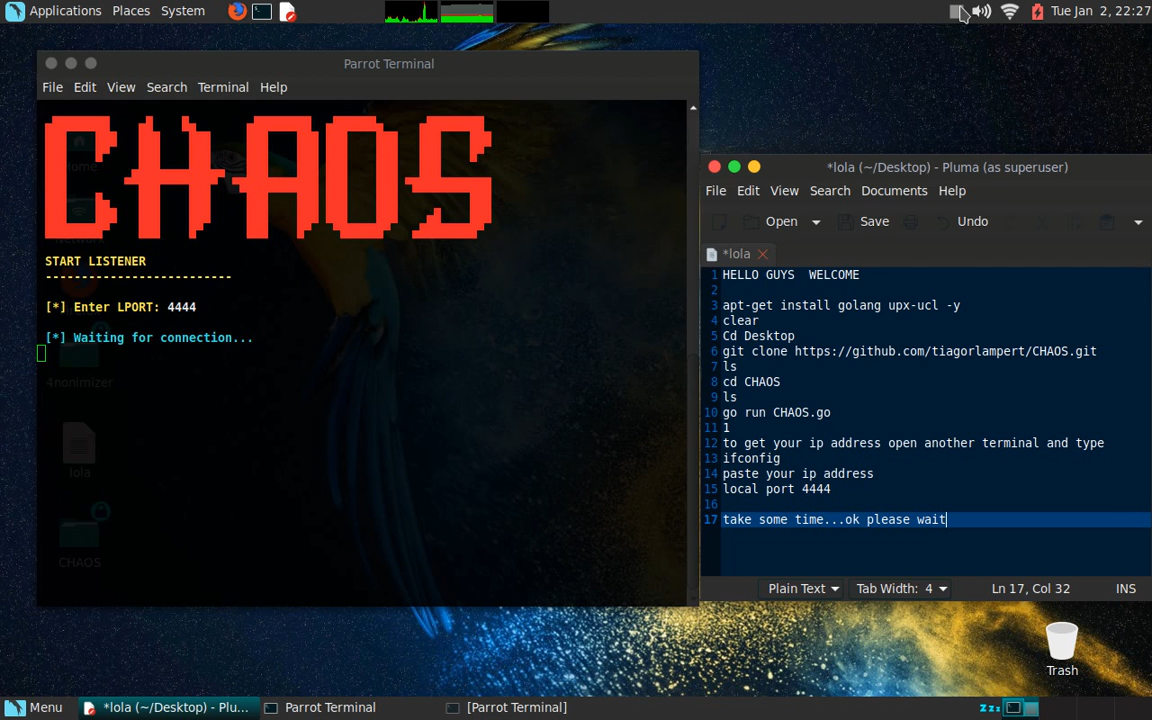 Applications Places System
Tue Jan 2, 22:27
Parrot Terminal
File Edit View Search Terminal Help
CHAOS
START LISTENER
--------------------------
[*] Enter LPORT: 4444
[*] Waiting for connection...
4nonimizer
lola
CHAOS
*lola (~/Desktop) - Pluma (as superuser)
File Edit View Search Documents Help
Open Save Undo
*lola
1 HELLO GUYS  WELCOME
2
3 apt-get install golang upx-ucl -y
4 clear
5 Cd Desktop
6 git clone https://github.com/tiagorlampert/CHAOS.git
7 ls
8 cd CHAOS
9 ls
10 go run CHAOS.go
11 1
12 to get your ip address open another terminal and type
13 ifconfig
14 paste your ip address
15 local port 4444
16
17 take some time...ok please wait
Plain Text Tab Width: 4 Ln 17, Col 32 INS
Trash
Menu *lola (~/Desktop) - Plu... Parrot Terminal [Parrot Terminal] zzz